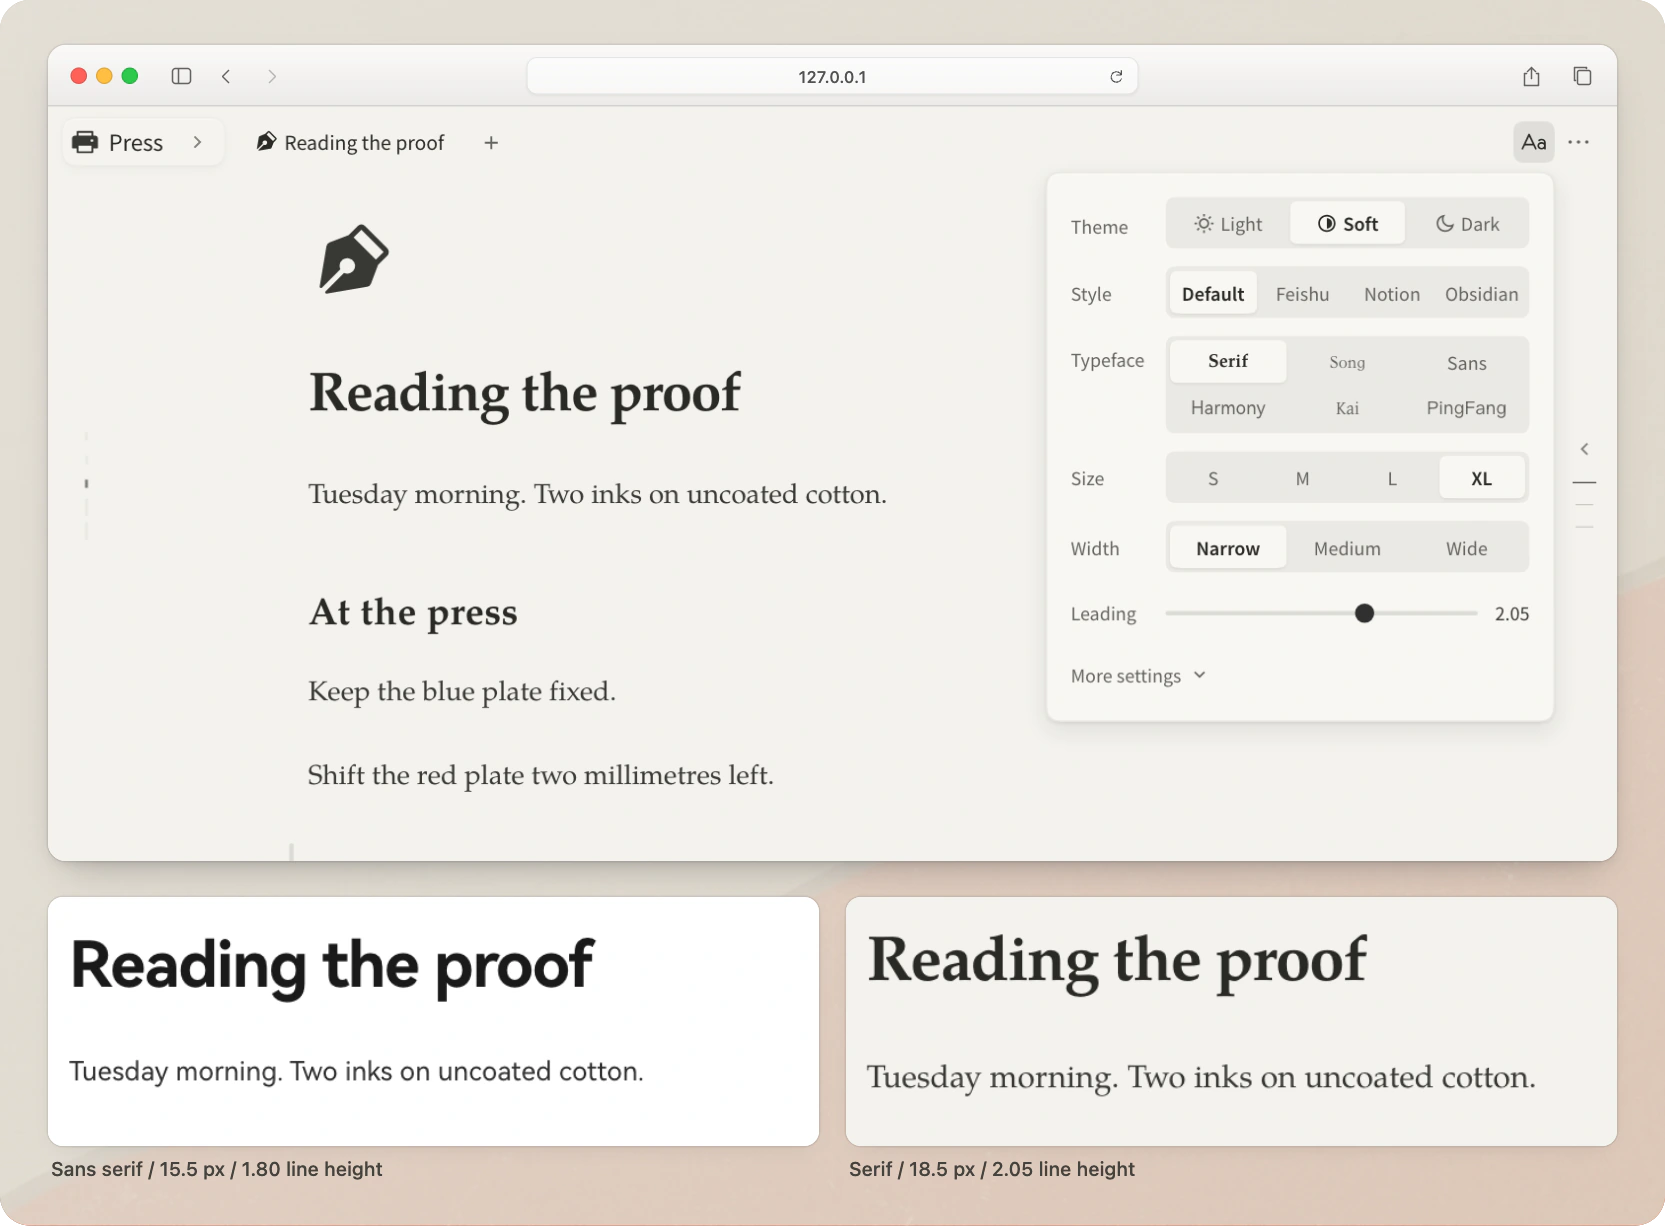 127.0.0.1
Press
Reading the proof
Aa
Theme Light Soft Dark
Style Default Feishu Notion Obsidian
Typeface Serif Song Sans
Harmony Kai PingFang
Size S M L XL
Width Narrow Medium Wide
Leading 2.05
More settings
Reading the proof
Tuesday morning. Two inks on uncoated cotton.
At the press
Keep the blue plate fixed.
Shift the red plate two millimetres left.
Reading the proof
Tuesday morning. Two inks on uncoated cotton.
Sans serif / 15.5 px / 1.80 line height
Reading the proof
Tuesday morning. Two inks on uncoated cotton.
Serif / 18.5 px / 2.05 line height